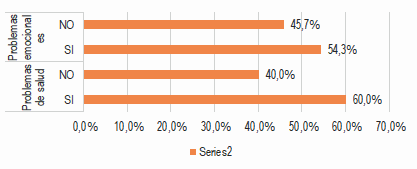 Problemas
emocional
es
NO
45,7%
SI
54,3%
Problemas
de salud
NO
40,0%
SI
60,0%
0,0% 10,0% 20,0% 30,0% 40,0% 50,0% 60,0% 70,0%
Series2